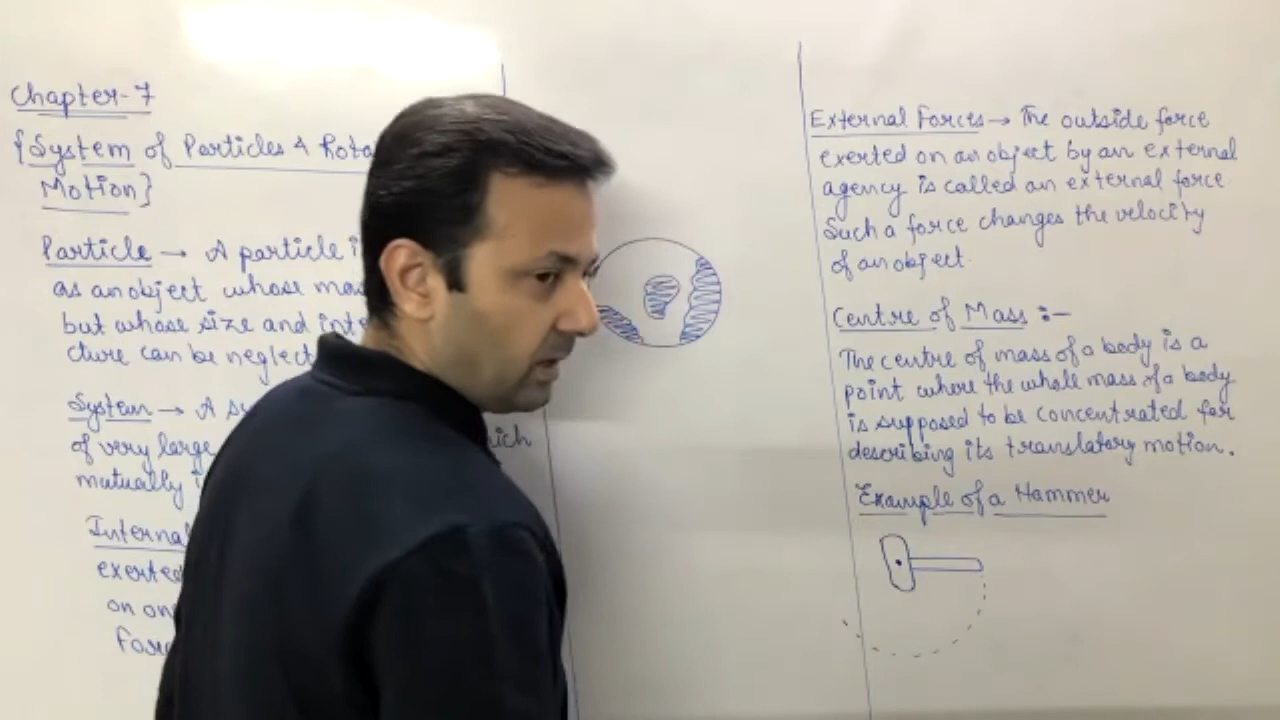 Chapter-7
{System of Particles & Rota
Motion}
Particle → A particle i
as an object whose mas
but whose size and inte
cture can be neglect
System → A sy
of very large
mutually i
Internal
exerted
on on
forc
External Forces → The outside force
exerted on an object by an external
agency is called an external force
Such a force changes the velocity
of an object.
Centre of Mass :-
The centre of mass of a body is a
point where the whole mass of a body
is supposed to be concentrated for
describing its translatory motion.
Example of a Hammer